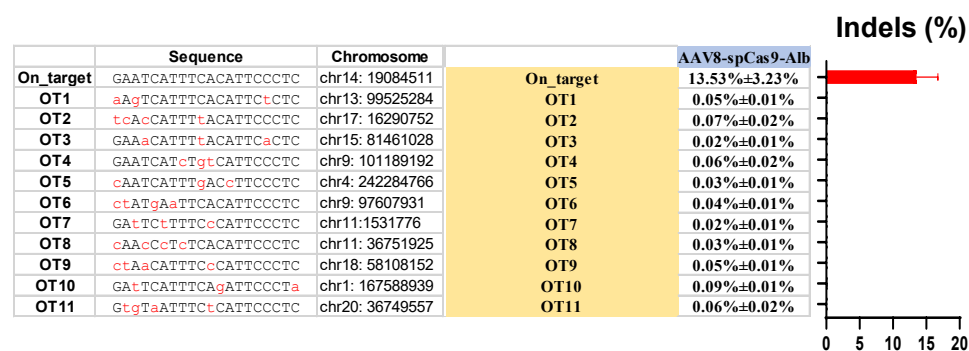 Indels (%)
Sequence Chromosome AAV8-spCas9-Alb
On_target GAATCATTTCACATTCCCTC chr14: 19084511 On_target 13.53%±3.23%
OT1 aAgTCATTTCACATTCtCTC chr13: 99525284 OT1 0.05%±0.01%
OT2 tcAcCATTTtACATTCCCTC chr17: 16290752 OT2 0.07%±0.02%
OT3 GAAaCATTTtACATTCaCTC chr15: 81461028 OT3 0.02%±0.01%
OT4 GAATCATcTgtCATTCCCTC chr9: 101189192 OT4 0.06%±0.02%
OT5 cAATCATTTgACcTTCCCTC chr4: 242284766 OT5 0.03%±0.01%
OT6 ctATgAaTTCACATTCCCTC chr9: 97607931 OT6 0.04%±0.01%
OT7 GAtTCtTTTCcCATTCCCTC chr11:1531776 OT7 0.02%±0.01%
OT8 cAAcCcTcTCACATTCCCTC chr11: 36751925 OT8 0.03%±0.01%
OT9 ctAaCATTTCcCATTCCCTC chr18: 58108152 OT9 0.05%±0.01%
OT10 GAtTCATTTCAgATTCCCTa chr1: 167588939 OT10 0.09%±0.01%
OT11 GtgTaATTTCtCATTCCCTC chr20: 36749557 OT11 0.06%±0.02%
0 5 10 15 20